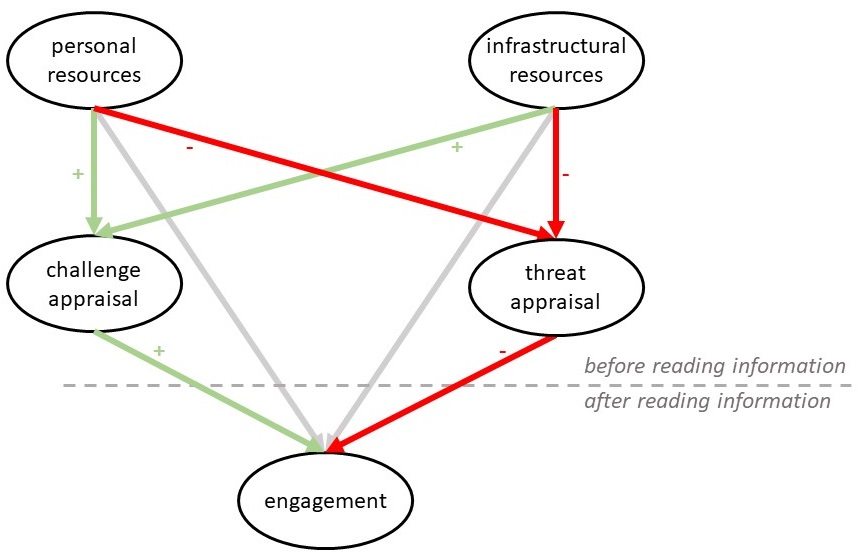 personal
resources
infrastructural
resources
-
+
+
-
challenge
appraisal
threat
appraisal
+
-
before reading information
after reading information
engagement